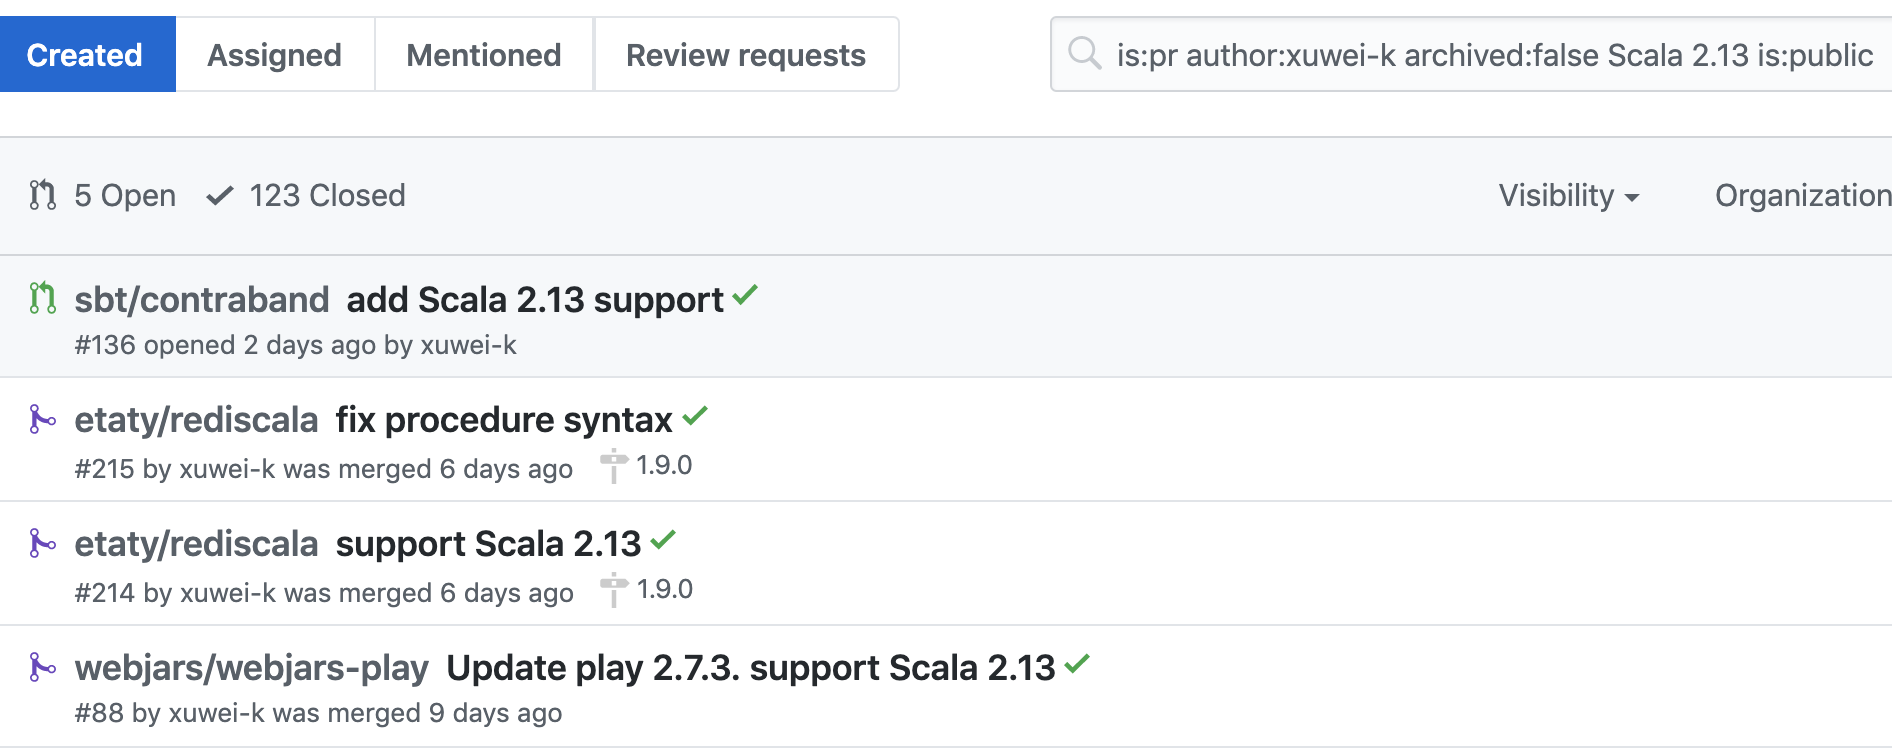 Created Assigned Mentioned Review requests is:pr author:xuwei-k archived:false Scala 2.13 is:public
5 Open 123 Closed Visibility Organization
sbt/contraband add Scala 2.13 support
#136 opened 2 days ago by xuwei-k
etaty/rediscala fix procedure syntax
#215 by xuwei-k was merged 6 days ago 1.9.0
etaty/rediscala support Scala 2.13
#214 by xuwei-k was merged 6 days ago 1.9.0
webjars/webjars-play Update play 2.7.3. support Scala 2.13
#88 by xuwei-k was merged 9 days ago